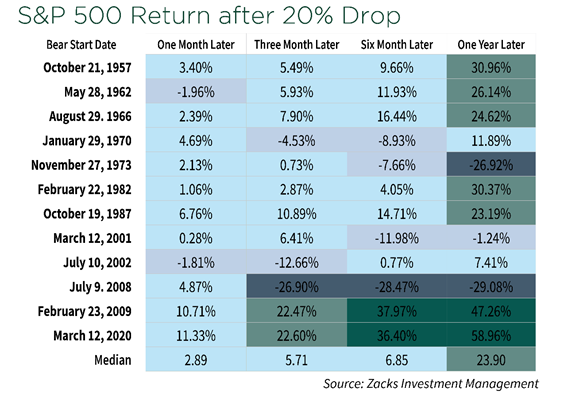 S&P 500 Return after 20% Drop
Bear Start Date One Month Later Three Month Later Six Month Later One Year Later
October 21, 1957 3.40% 5.49% 9.66% 30.96%
May 28, 1962 -1.96% 5.93% 11.93% 26.14%
August 29. 1966 2.39% 7.90% 16.44% 24.62%
January 29, 1970 4.69% -4.53% -8.93% 11.89%
November 27, 1973 2.13% 0.73% -7.66% -26.92%
February 22, 1982 1.06% 2.87% 4.05% 30.37%
October 19, 1987 6.76% 10.89% 14.71% 23.19%
March 12, 2001 0.28% 6.41% -11.98% -1.24%
July 10, 2002 -1.81% -12.66% 0.77% 7.41%
July 9. 2008 4.87% -26.90% -28.47% -29.08%
February 23, 2009 10.71% 22.47% 37.97% 47.26%
March 12, 2020 11.33% 22.60% 36.40% 58.96%
Median 2.89 5.71 6.85 23.90
Source: Zacks Investment Management